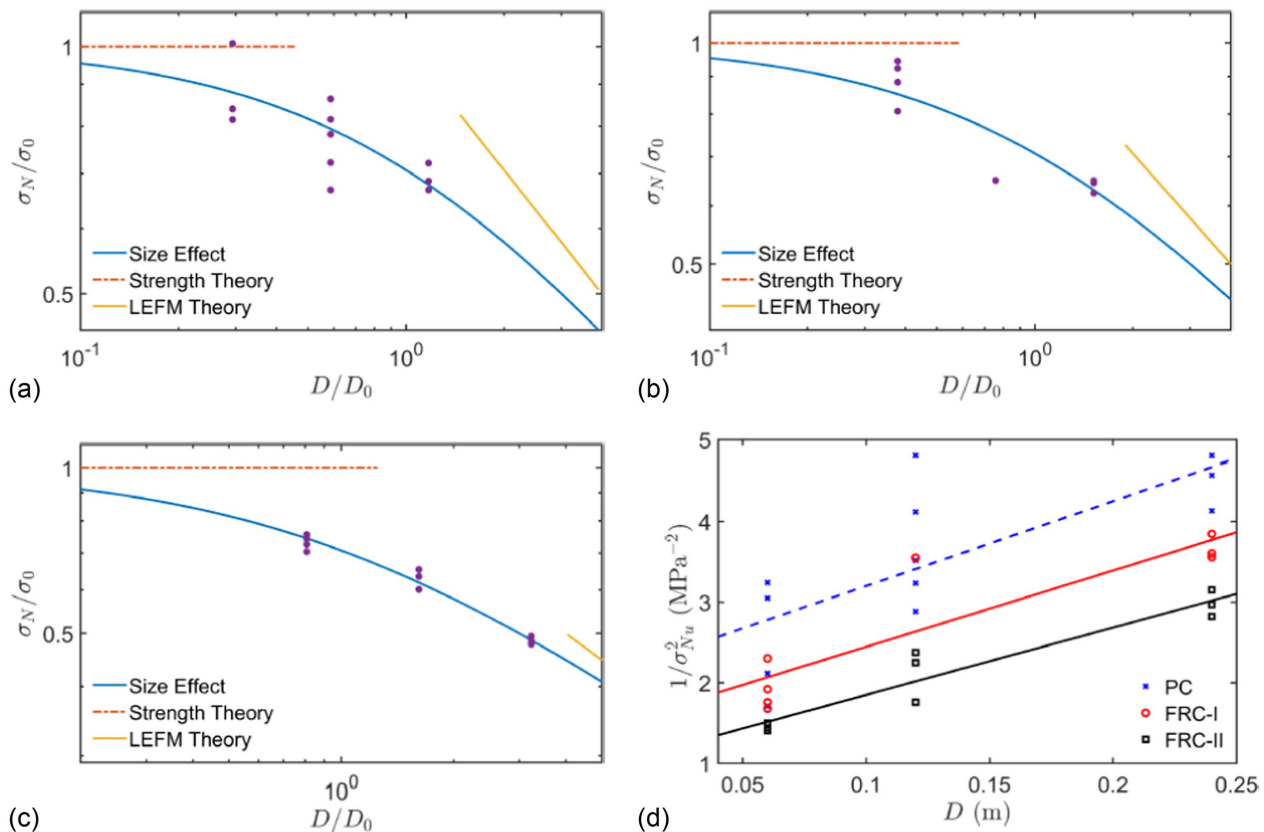 1
0.5
σ_N/σ_0
Size Effect
Strength Theory
LEFM Theory
10^-1
10^0
D/D_0
(a)
1
0.5
σ_N/σ_0
Size Effect
Strength Theory
LEFM Theory
10^-1
10^0
D/D_0
(b)
1
0.5
σ_N/σ_0
Size Effect
Strength Theory
LEFM Theory
10^0
D/D_0
(c)
5
4
3
2
1
1/σ^2_Nu (MPa^-2)
PC
FRC-I
FRC-II
0.05 0.1 0.15 0.2 0.25
D (m)
(d)